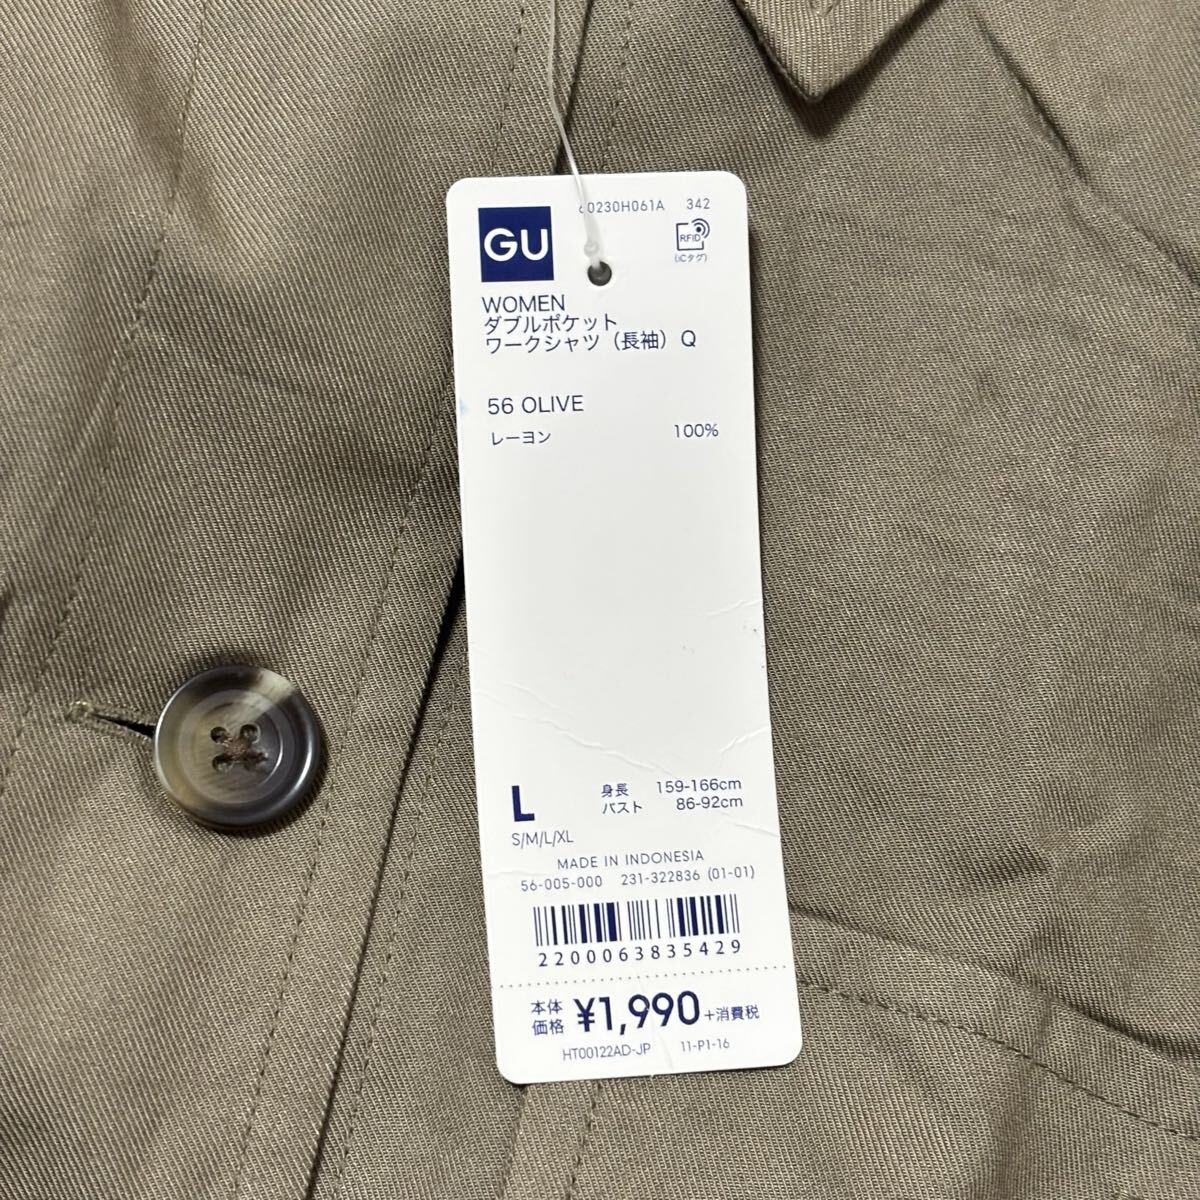 GU
60230H061A 342
RFID
(ICタグ)
WOMEN
ダブルポケット
ワークシャツ（長袖）Q
56 OLIVE
レーヨン 100%
L 身長 159-166cm
バスト 86-92cm
S/M/L/XL
MADE IN INDONESIA
56-005-000 231-322836 (01-01)
2200063835429
本体価格 ¥1,990 +消費税
HT00122AD-JP 11-P1-16